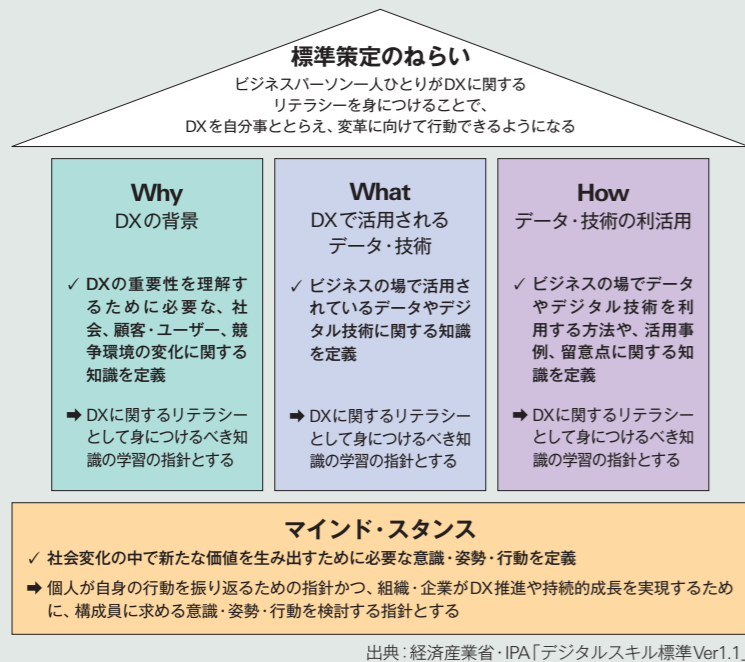 標準策定のねらい
ビジネスパーソン一人ひとりがDXに関する
リテラシーを身につけることで、
DXを自分事ととらえ、変革に向けて行動できるようになる
Why
DXの背景
✓ DXの重要性を理解す
るために必要な、社
会、顧客・ユーザー、競
争環境の変化に関する
知識を定義
➡ DXに関するリテラシー
として身につけるべき知
識の学習の指針とする
What
DXで活用される
データ・技術
✓ ビジネスの場で活用さ
れているデータやデジ
タル技術に関する知識
を定義
➡ DXに関するリテラシー
として身につけるべき知
識の学習の指針とする
How
データ・技術の利活用
✓ ビジネスの場でデータ
やデジタル技術を利
用する方法や、活用事
例、留意点に関する知
識を定義
➡ DXに関するリテラシー
として身につけるべき知
識の学習の指針とする
マインド・スタンス
✓ 社会変化の中で新たな価値を生み出すために必要な意識・姿勢・行動を定義
➡ 個人が自身の行動を振り返るための指針かつ、組織・企業がDX推進や持続的成長を実現するため
に、構成員に求める意識・姿勢・行動を検討する指針とする
出典：経済産業省・IPA「デジタルスキル標準Ver1.1」